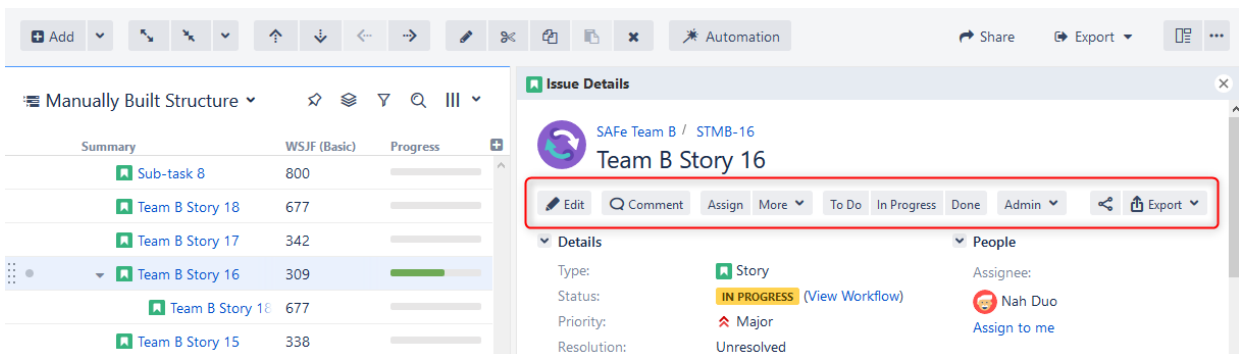 Add
Automation
Share
Export
Manually Built Structure
Summary WSJF (Basic) Progress
Sub-task 8 800
Team B Story 18 677
Team B Story 17 342
Team B Story 16 309
Team B Story 18 677
Team B Story 15 338
Issue Details
SAFe Team B / STMB-16
Team B Story 16
Edit Comment Assign More To Do In Progress Done Admin Export
Details
Type: Story
Status: IN PROGRESS (View Workflow)
Priority: Major
Resolution: Unresolved
People
Assignee:
Nah Duo
Assign to me